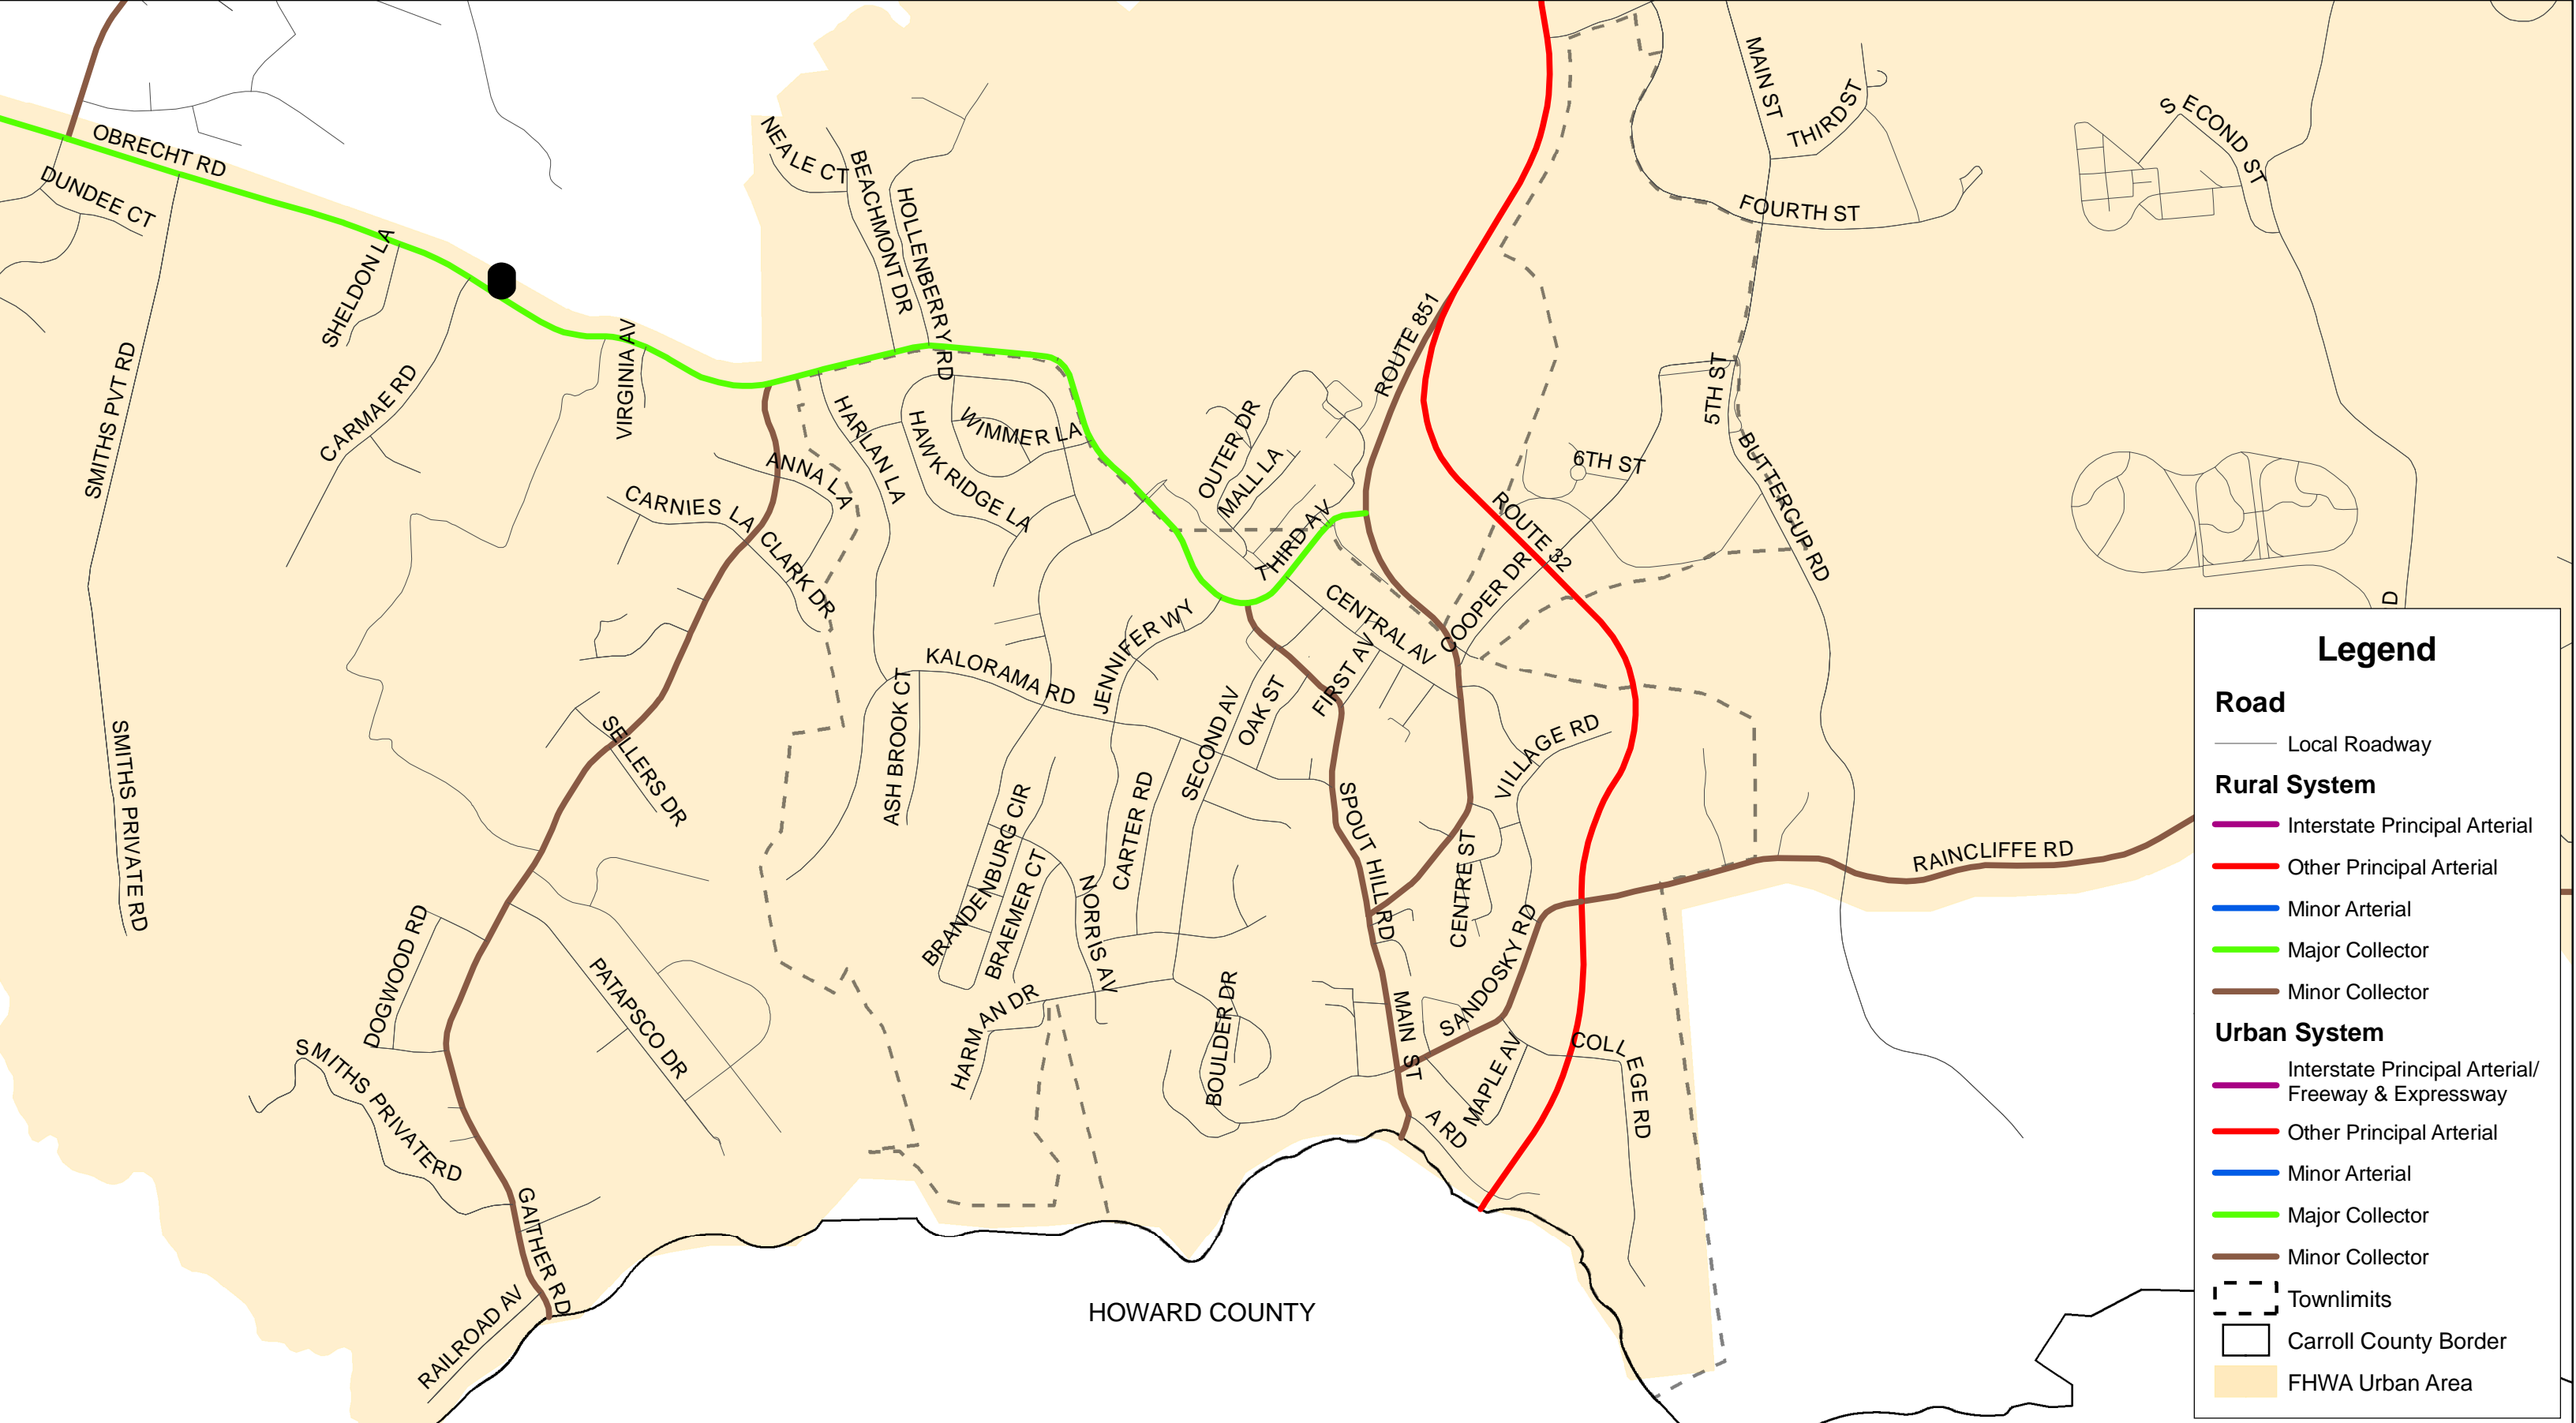 MAIN ST
THIRD ST
SECOND ST
OBRECHT RD
NEALE CT
BEACHMONT DR
HOLLENBERRY RD
DUNDEE CT
FOURTH ST
SHELDON LA
SMITHS PVT RD
CARMAE RD
VIRGINIA AV
ROUTE 851
5TH ST
HARLAN LA
HAWK RIDGE LA
WIMMER LA
OUTER DR
MALL LA
6TH ST
BUTTERCUP RD
ANNA LA
CARNIES LA
CLARK DR
THIRD AV
ROUTE 32
COOPER DR
CENTRAL AV
JENNIFER WY
KALORAMA RD
FIRST AV
OAK ST
SECOND AV
ASH BROOK CT
SELLERS DR
SMITHS PRIVATE RD
VILLAGE RD
BRANDENBURG CIR
BRAEMER CT
CARTER RD
SPOUT HILL RD
CENTRE ST
RAINCLIFFE RD
NORRIS AV
DOGWOOD RD
PATAPSCO DR
HARMAN DR
BOULDER DR
MAIN ST
SANDOSKY RD
MAPLE AV
COLLEGE RD
A RD
SMITHS PRIVATERD
GAITHER RD
RAILROAD AV
HOWARD COUNTY
D
Legend
Road
Local Roadway
Rural System
Interstate Principal Arterial
Other Principal Arterial
Minor Arterial
Major Collector
Minor Collector
Urban System
Interstate Principal Arterial/
Freeway & Expressway
Other Principal Arterial
Minor Arterial
Major Collector
Minor Collector
Townlimits
Carroll County Border
FHWA Urban Area